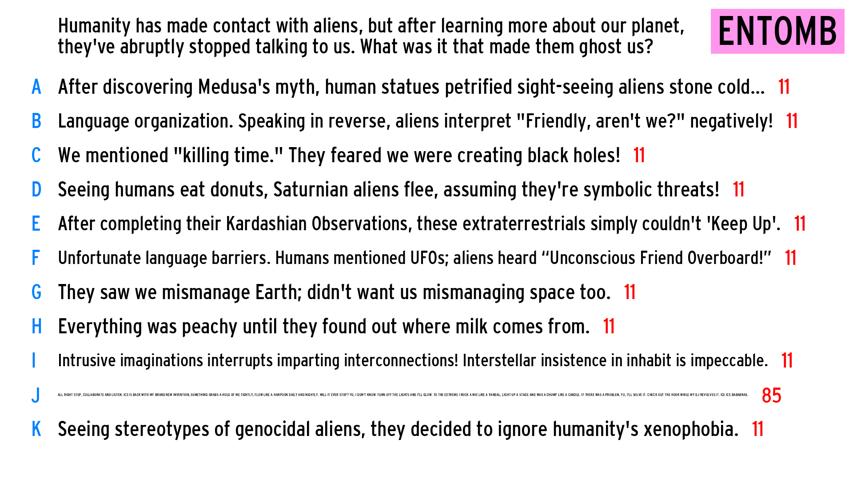 Humanity has made contact with aliens, but after learning more about our planet,
they've abruptly stopped talking to us. What was it that made them ghost us?
ENTOMB
A After discovering Medusa's myth, human statues petrified sight-seeing aliens stone cold... 11
B Language organization. Speaking in reverse, aliens interpret "Friendly, aren't we?" negatively! 11
C We mentioned "killing time." They feared we were creating black holes! 11
D Seeing humans eat donuts, Saturnian aliens flee, assuming they're symbolic threats! 11
E After completing their Kardashian Observations, these extraterrestrials simply couldn't 'Keep Up'. 11
F Unfortunate language barriers. Humans mentioned UFOs; aliens heard “Unconscious Friend Overboard!” 11
G They saw we mismanage Earth; didn't want us mismanaging space too. 11
H Everything was peachy until they found out where milk comes from. 11
I Intrusive imaginations interrupts imparting interconnections! Interstellar insistence in inhabit is impeccable. 11
J 85
K Seeing stereotypes of genocidal aliens, they decided to ignore humanity's xenophobia. 11